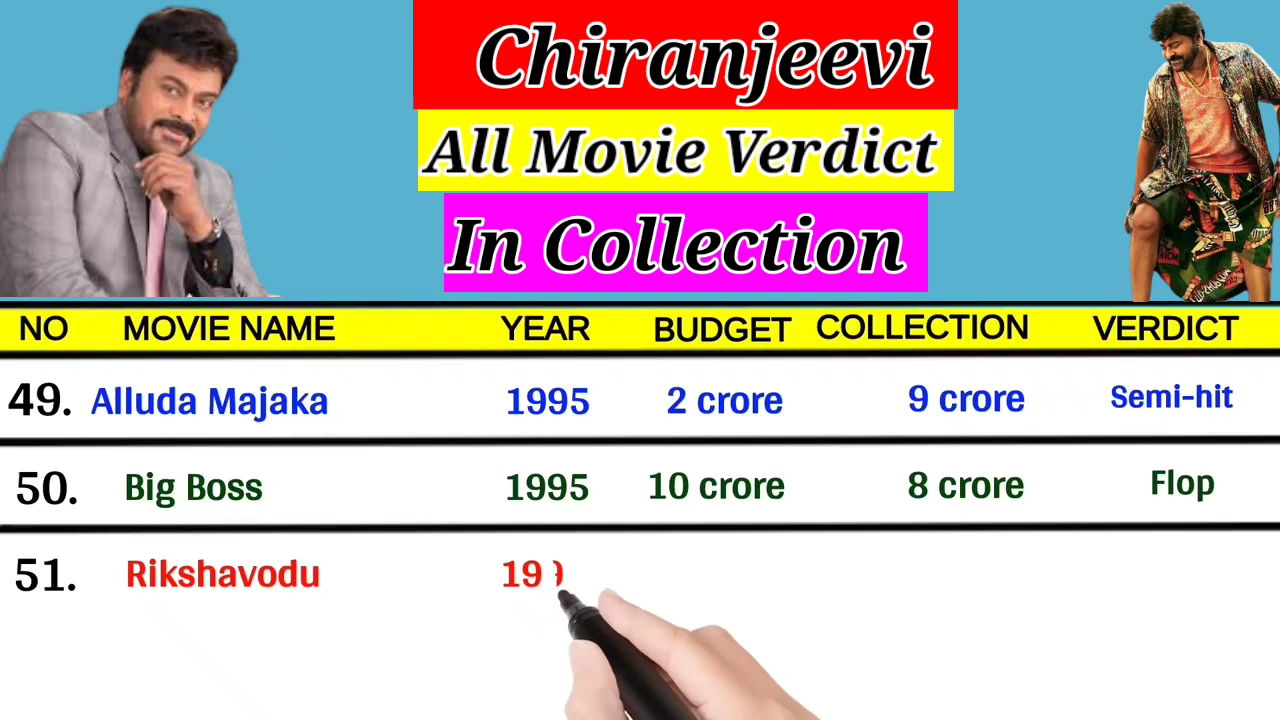 Chiranjeevi
All Movie Verdict
In Collection
NO MOVIE NAME YEAR BUDGET COLLECTION VERDICT
49. Alluda Majaka 1995 2 crore 9 crore Semi-hit
50. Big Boss 1995 10 crore 8 crore Flop
51. Rikshavodu 19